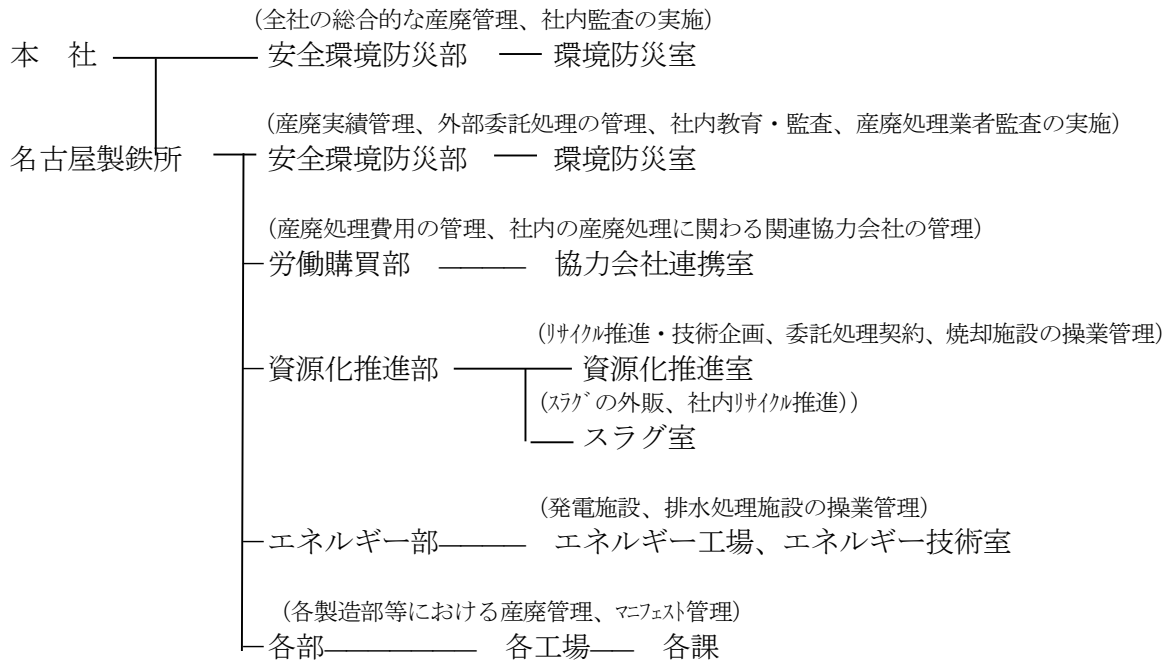 (全社の総合的な産廃管理、社内監査の実施)
本 社 安全環境防災部 環境防災室
(産廃実績管理、外部委託処理の管理、社内教育・監査、産廃処理業者監査の実施)
名古屋製鉄所 安全環境防災部 環境防災室
(産廃処理費用の管理、社内の産廃処理に関わる関連協力会社の管理)
労働購買部 協力会社連携室
(ﾘｻｲｸﾙ推進・技術企画、委託処理契約、焼却施設の操業管理)
資源化推進部 資源化推進室
(ｽﾗｸﾞの外販、社内ﾘｻｲｸﾙ推進))
スラグ室
(発電施設、排水処理施設の操業管理)
エネルギー部 エネルギー工場、エネルギー技術室
(各製造部等における産廃管理、ﾏﾆﾌｪｽﾄ管理)
各部 各工場 各課